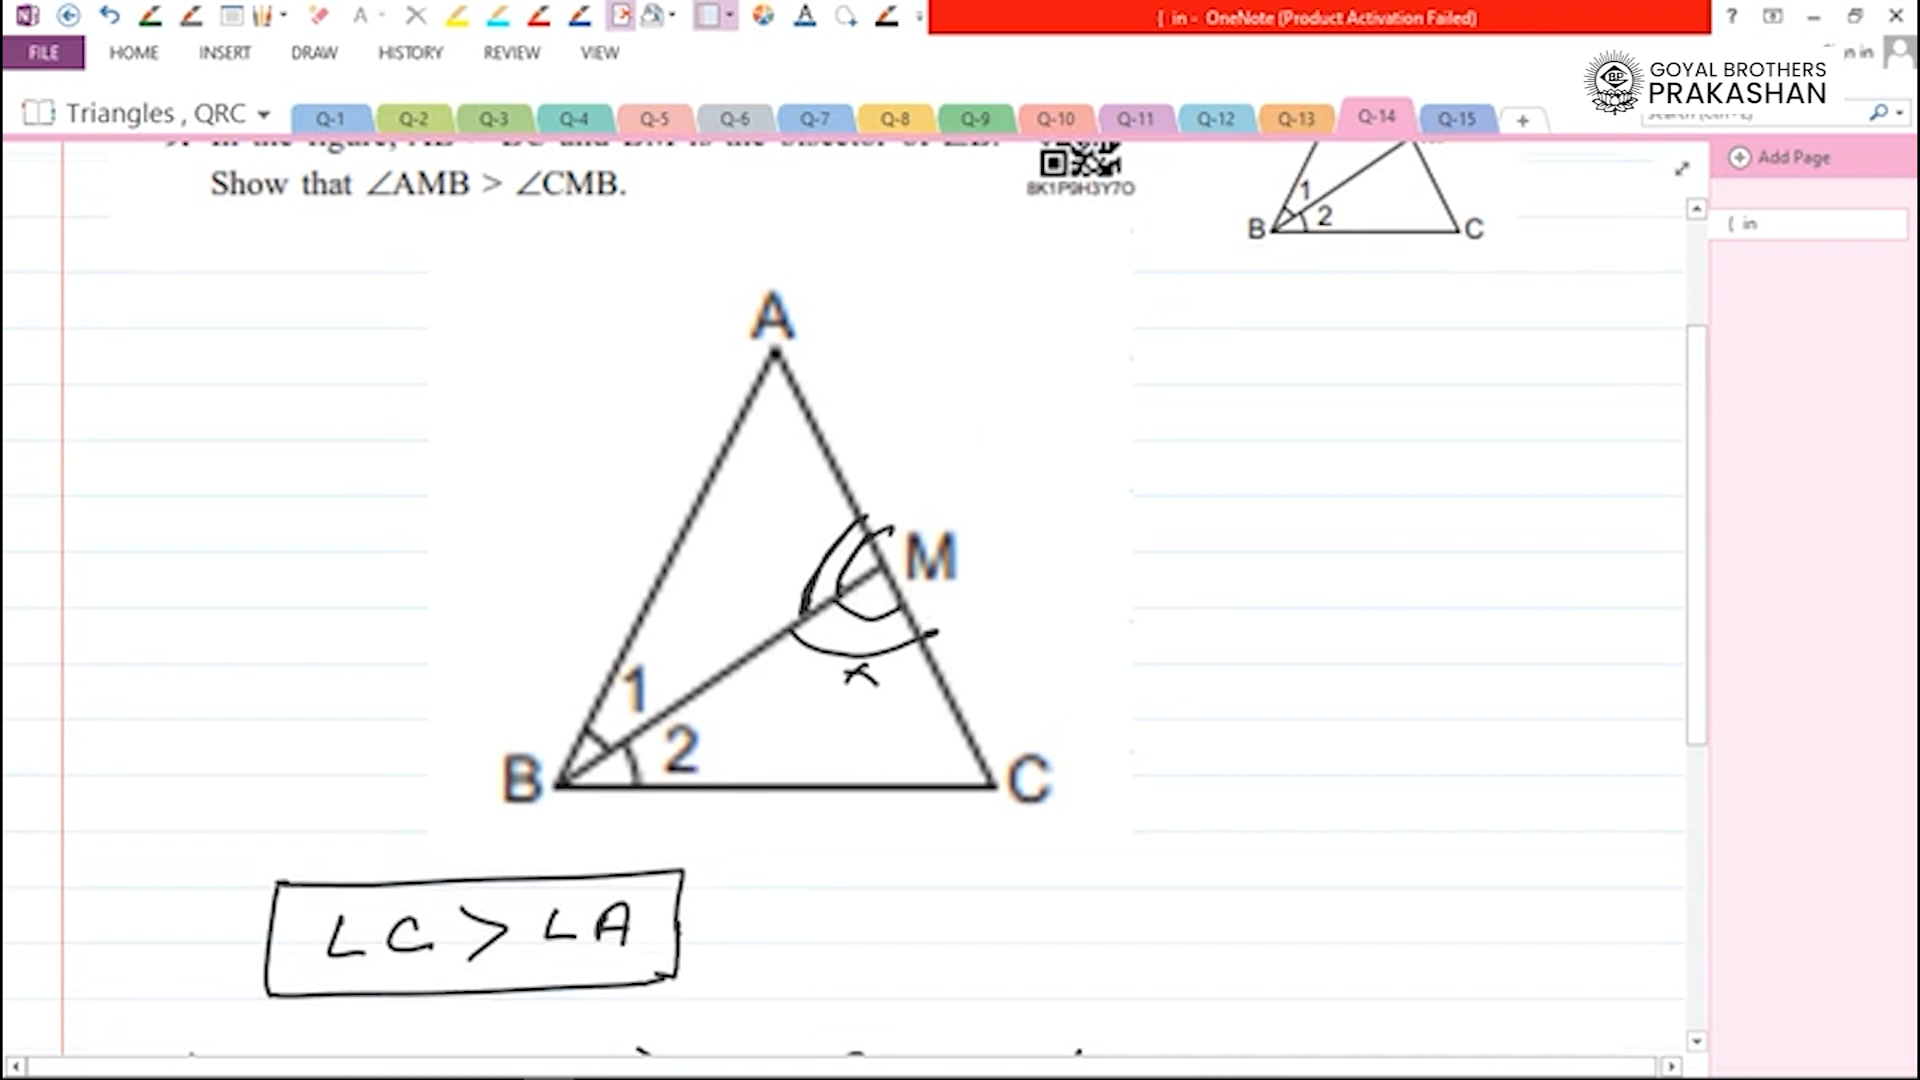 { in - OneNote (Product Activation Failed)
FILE HOME INSERT DRAW HISTORY REVIEW VIEW
GOYAL BROTHERS
PRAKASHAN
Triangles , QRC Q-1 Q-2 Q-3 Q-4 Q-5 Q-6 Q-7 Q-8 Q-9 Q-10 Q-11 Q-12 Q-13 Q-14 Q-15
Add Page
{ in
Show that ∠AMB > ∠CMB.
8K1P9H3Y7O
1
2
B C
A
M
x
1
2
B C
∠C > ∠A